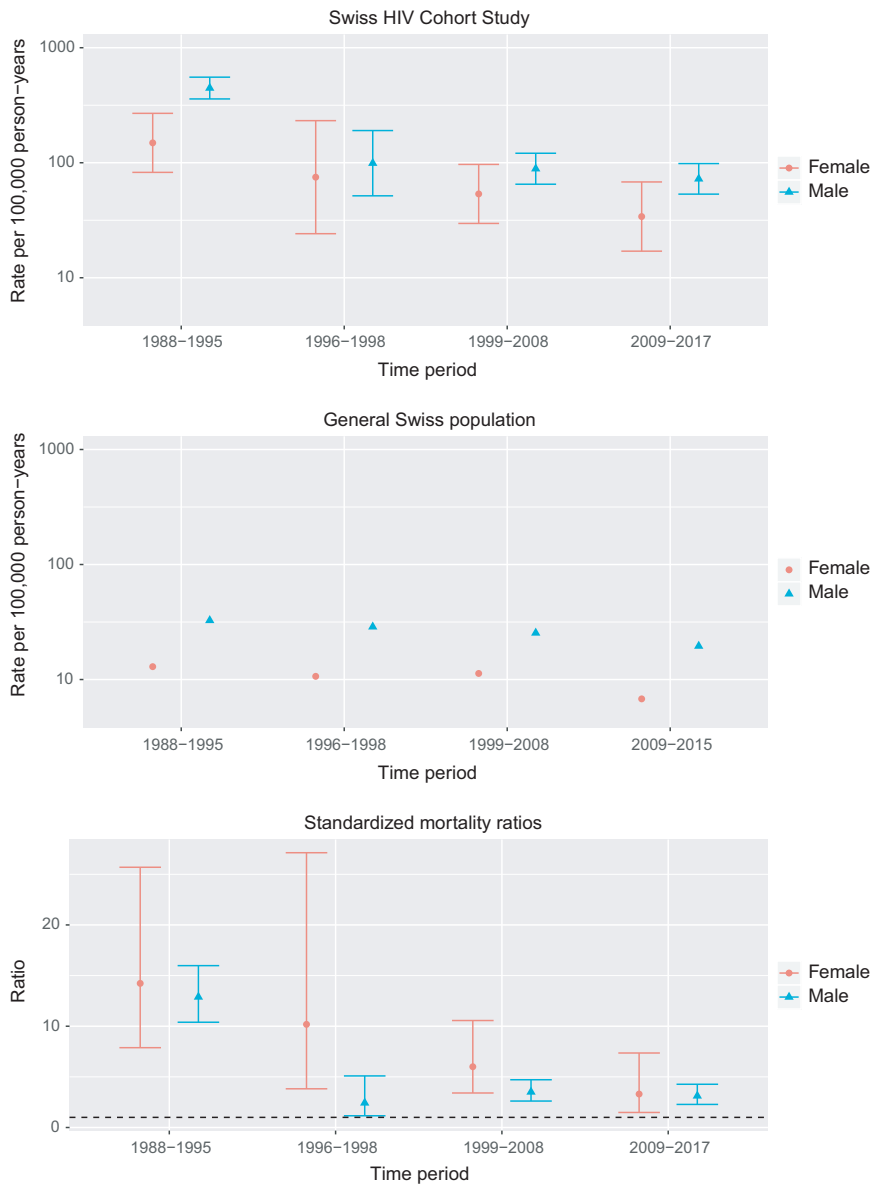 Swiss HIV Cohort Study
Rate per 100,000 person−years
1000
100
10
1988−1995
1996−1998
1999−2008
2009−2017
Time period
Female
Male
General Swiss population
Rate per 100,000 person−years
1000
100
10
1988−1995
1996−1998
1999−2008
2009−2015
Time period
Female
Male
Standardized mortality ratios
Ratio
20
10
0
1988−1995
1996−1998
1999−2008
2009−2017
Time period
Female
Male